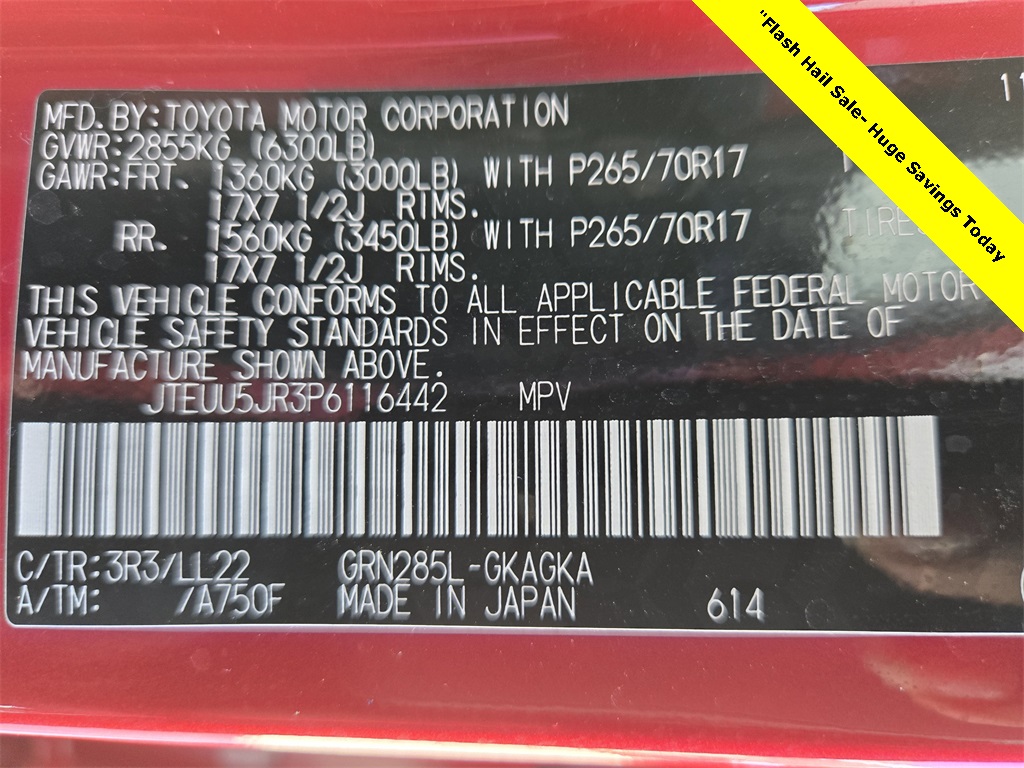 "Flash Hail Sale- Huge Savings Today
11
MFD. BY: TOYOTA MOTOR CORPORATION
GVWR: 2855KG (6300LB)
GAWR: FRT. 1360KG (3000LB) WITH P265/70R17
17X7 1/2J RIMS.
RR. 1560KG (3450LB) WITH P265/70R17 TIRES
17X7 1/2J RIMS.
THIS VEHICLE CONFORMS TO ALL APPLICABLE FEDERAL MOTOR
VEHICLE SAFETY STANDARDS IN EFFECT ON THE DATE OF
MANUFACTURE SHOWN ABOVE.
JTEUU5JR3P6116442 MPV
C/TR: 3R3/LL22 GRN285L-GKAGKA
A/TM: /A750F MADE IN JAPAN 614